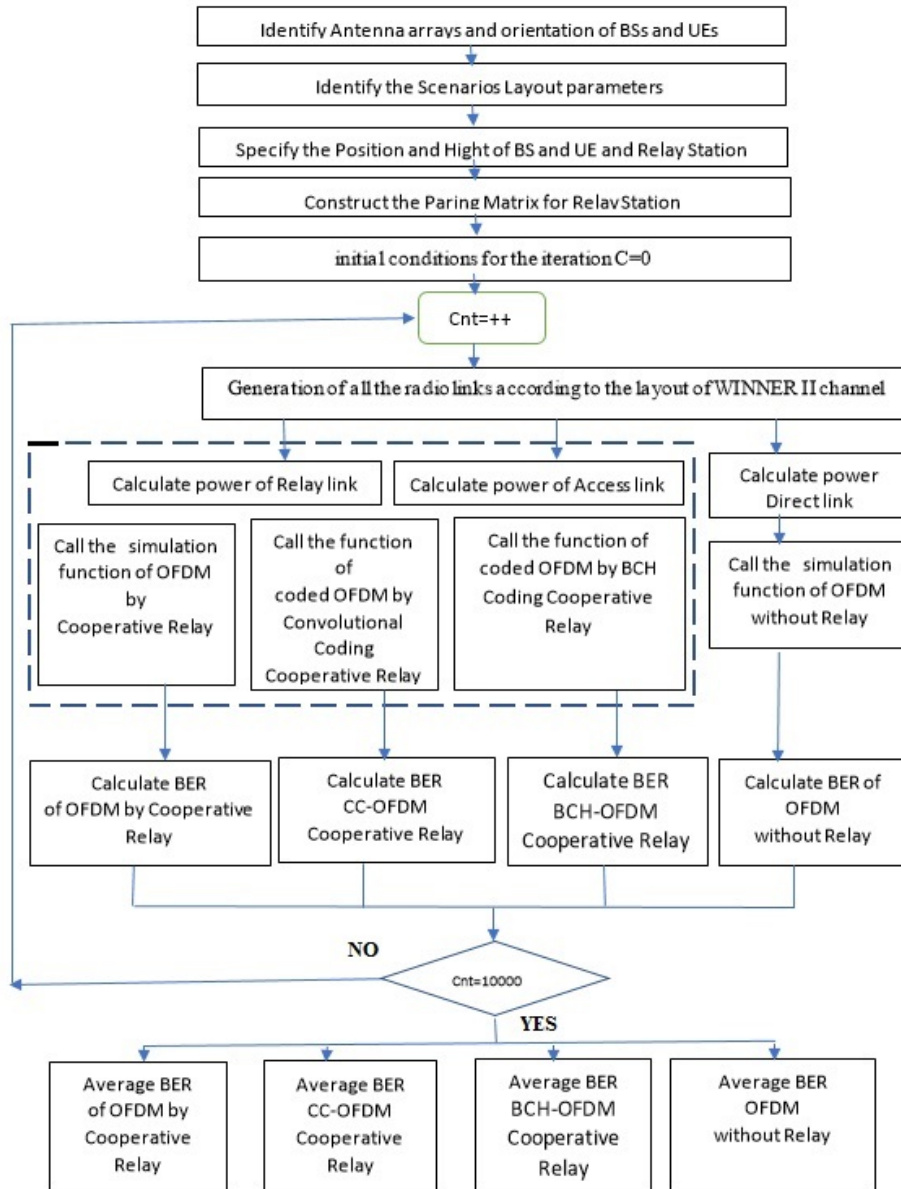 Identify Antenna arrays and orientation of BSs and UEs
Identify the Scenarios Layout parameters
Specify the Position and Hight of BS and UE and Relay Station
Construct the Paring Matrix for Relay Station
initial conditions for the iteration C=0
Cnt=++
Generation of all the radio links according to the layout of WINNER II channel
Calculate power of Relay link
Calculate power of Access link
Calculate power
Direct link
Call the simulation
function of OFDM
by
Cooperative Relay
Call the function
of
coded OFDM by
Convolutional
Coding
Cooperative Relay
Call the function of
coded OFDM by BCH
Coding Cooperative
Relay
Call the simulation
function of OFDM
without Relay
Calculate BER
of OFDM by Cooperative
Relay
Calculate BER
CC-OFDM
Cooperative Relay
Calculate BER
BCH-OFDM
Cooperative Relay
Calculate BER of
OFDM
without Relay
NO
Cnt=10000
YES
Average BER
of OFDM by
Cooperative
Relay
Average BER
CC-OFDM
Cooperative
Relay
Average BER
BCH-OFDM
Cooperative
Relay
Average BER
OFDM
without Relay